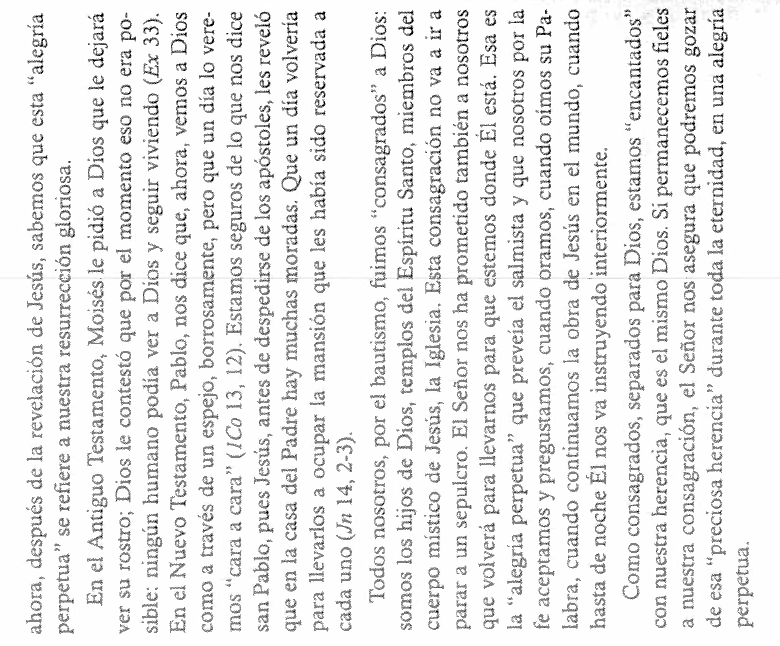 ahora, después de la revelación de Jesús, sabemos que esta “alegría
perpetua” se refiere a nuestra resurrección gloriosa.
En el Antiguo Testamento, Moisés le pidió a Dios que le dejará
ver su rostro; Dios le contestó que por el momento eso no era po-
sible: ningún humano podía ver a Dios y seguir viviendo (Ex 33).
En el Nuevo Testamento, Pablo, nos dice que, ahora, vemos a Dios
como a través de un espejo, borrosamente, pero que un día lo vere-
mos “cara a cara” (1Co 13, 12). Estamos seguros de lo que nos dice
san Pablo, pues Jesús, antes de despedirse de los apóstoles, les reveló
que en la casa del Padre hay muchas moradas. Que un día volvería
para llevarlos a ocupar la mansión que les había sido reservada a
cada uno (Jn 14, 2-3).
Todos nosotros, por el bautismo, fuimos “consagrados” a Dios:
somos los hijos de Dios, templos del Espíritu Santo, miembros del
cuerpo místico de Jesús, la Iglesia. Esta consagración no va a ir a
parar a un sepulcro. El Señor nos ha prometido también a nosotros
que volverá para llevarnos para que estemos donde Él está. Esa es
la “alegría perpetua” que preveía el salmista y que nosotros por la
fe aceptamos y pregustamos, cuando oramos, cuando oímos su Pa-
labra, cuando continuamos la obra de Jesús en el mundo, cuando
hasta de noche Él nos va instruyendo interiormente.
Como consagrados, separados para Dios, estamos “encantados”
con nuestra herencia, que es el mismo Dios. Si permanecemos fieles
a nuestra consagración, el Señor nos asegura que podremos gozar
de esa “preciosa herencia” durante toda la eternidad, en una alegría
perpetua.